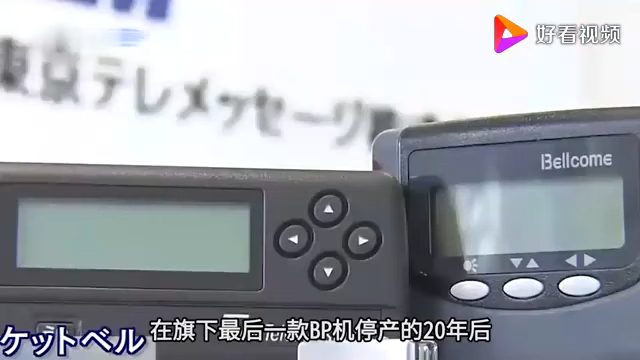 好看视频
東京テレメッセージ
Bellcome
ケットベル
在旗下最后一款BP机停产的20年后